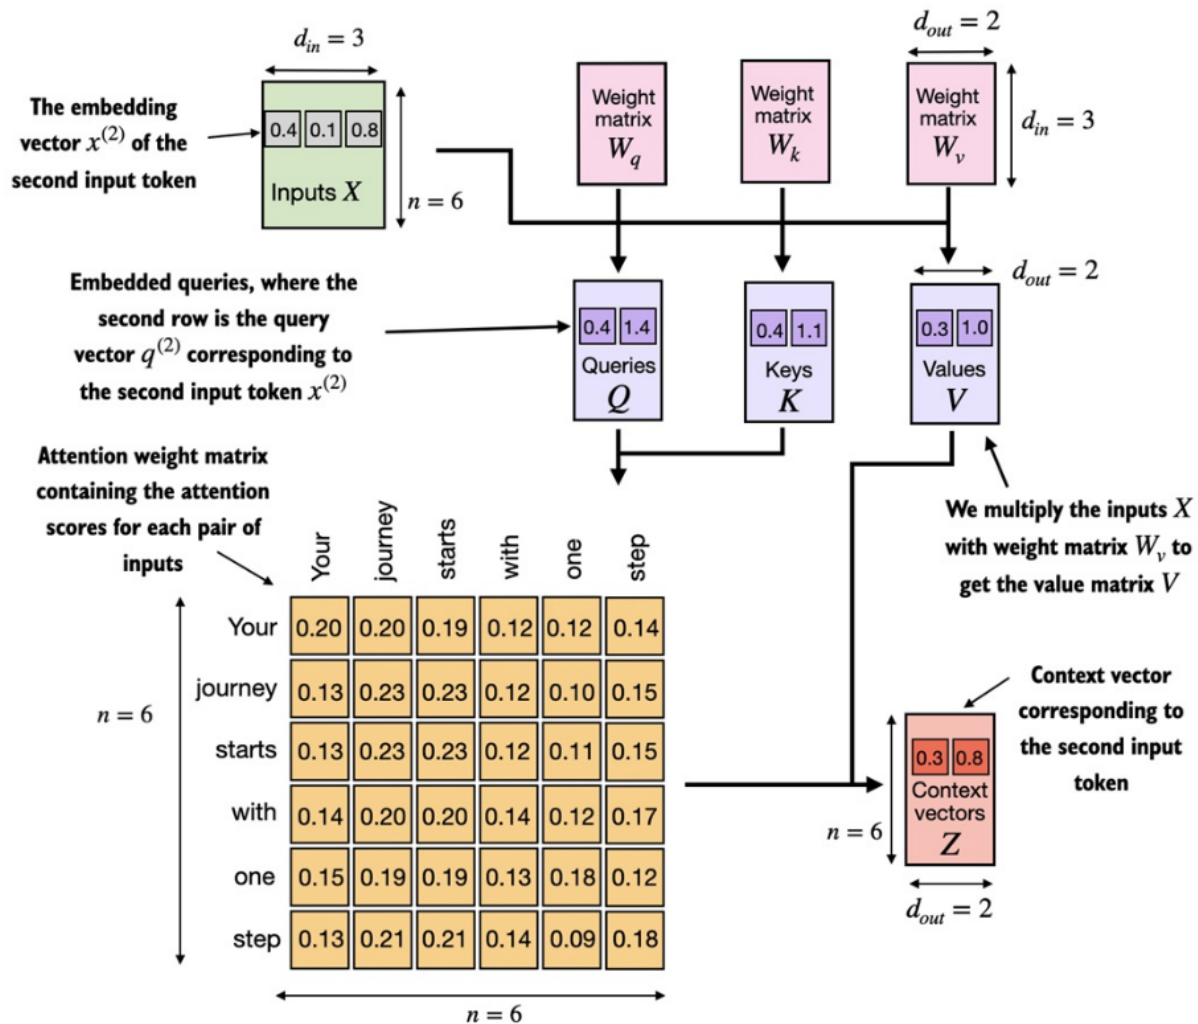 d_in = 3
The embedding
vector x^(2) of the
second input token
0.4 0.1 0.8
Inputs X
n = 6
Weight
matrix
W_q
Weight
matrix
W_k
d_out = 2
Weight
matrix
W_v
d_in = 3
Embedded queries, where the
second row is the query
vector q^(2) corresponding to
the second input token x^(2)
0.4 1.4
Queries
Q
0.4 1.1
Keys
K
d_out = 2
0.3 1.0
Values
V
We multiply the inputs X
with weight matrix W_v to
get the value matrix V
Attention weight matrix
containing the attention
scores for each pair of
inputs
Your journey starts with one step
Your 0.20 0.20 0.19 0.12 0.12 0.14
journey 0.13 0.23 0.23 0.12 0.10 0.15
starts 0.13 0.23 0.23 0.12 0.11 0.15
with 0.14 0.20 0.20 0.14 0.12 0.17
one 0.15 0.19 0.19 0.13 0.18 0.12
step 0.13 0.21 0.21 0.14 0.09 0.18
n = 6
n = 6
Context vector
corresponding to
the second input
token
0.3 0.8
Context
vectors
Z
n = 6
d_out = 2